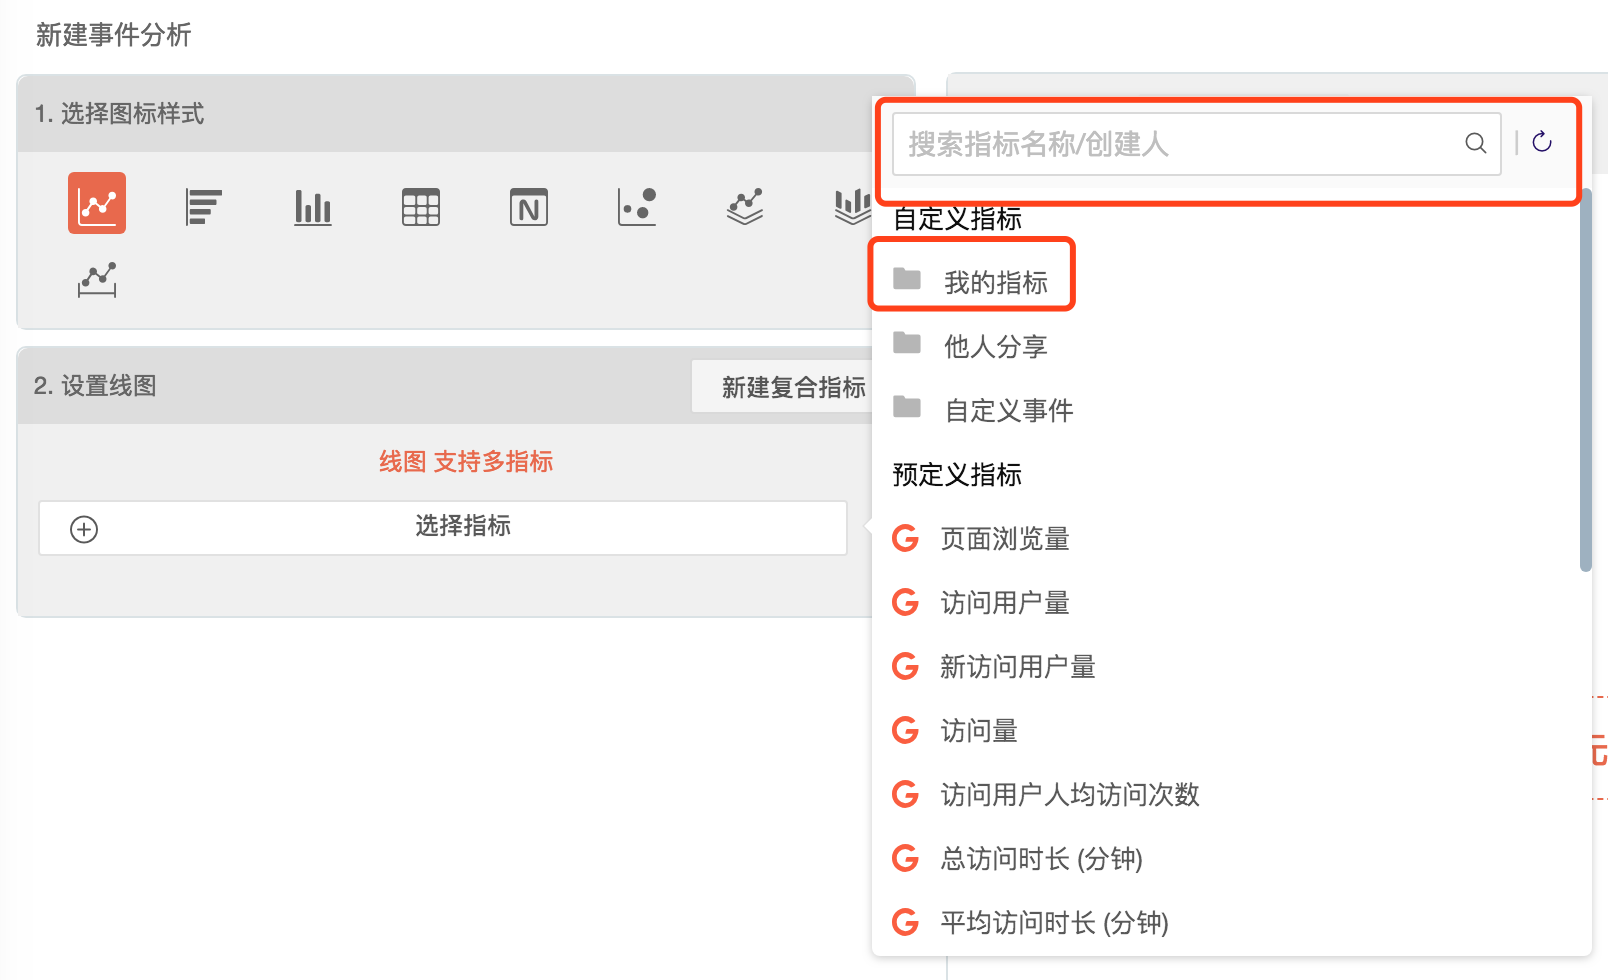 新建事件分析
1. 选择图标样式
2. 设置线图
新建复合指标
线图 支持多指标
选择指标
搜索指标名称/创建人
自定义指标
我的指标
他人分享
自定义事件
预定义指标
页面浏览量
访问用户量
新访问用户量
访问量
访问用户人均访问次数
总访问时长 (分钟)
平均访问时长 (分钟)